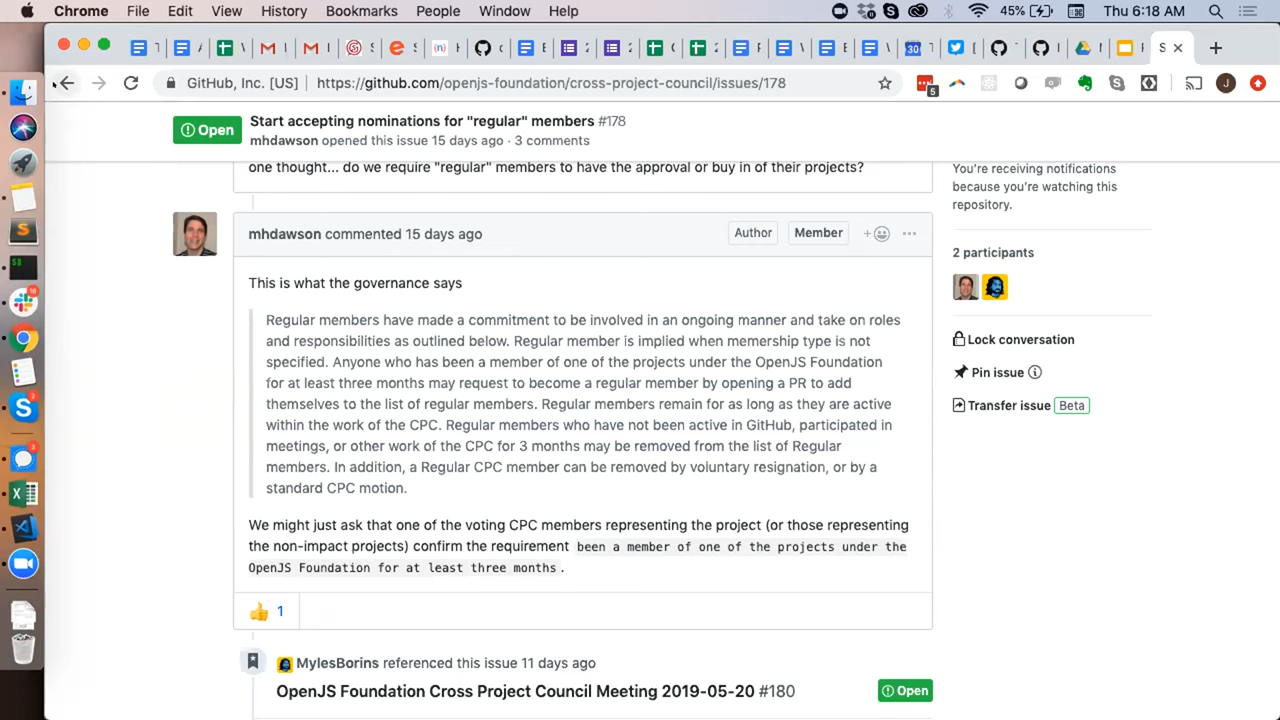 Chrome File Edit View History Bookmarks People Window Help 45% Thu 6:18 AM
GitHub, Inc. [US] https://github.com/openjs-foundation/cross-project-council/issues/178
5
J
Open
Start accepting nominations for "regular" members #178
mhdawson opened this issue 15 days ago · 3 comments
one thought... do we require "regular" members to have the approval or buy in of their projects?
mhdawson commented 15 days ago
Author
Member
This is what the governance says
Regular members have made a commitment to be involved in an ongoing manner and take on roles
and responsibilities as outlined below. Regular member is implied when memership type is not
specified. Anyone who has been a member of one of the projects under the OpenJS Foundation
for at least three months may request to become a regular member by opening a PR to add
themselves to the list of regular members. Regular members remain for as long as they are active
within the work of the CPC. Regular members who have not been active in GitHub, participated in
meetings, or other work of the CPC for 3 months may be removed from the list of Regular
members. In addition, a Regular CPC member can be removed by voluntary resignation, or by a
standard CPC motion.
We might just ask that one of the voting CPC members representing the project (or those representing
the non-impact projects) confirm the requirement been a member of one of the projects under the
OpenJS Foundation for at least three months.
1
MylesBorins referenced this issue 11 days ago
OpenJS Foundation Cross Project Council Meeting 2019-05-20 #180
Open
You're receiving notifications
because you're watching this
repository.
2 participants
Lock conversation
Pin issue
Transfer issue Beta